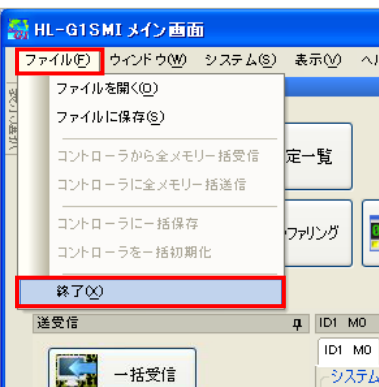 HL-G1SMI メイン画面
ファイル(F) ウィンドウ(W) システム(S) 表示(V) ヘル
ファイルを開く(O)
ファイルに保存(S)
コントローラから全メモリー括受信
コントローラに全メモリー括送信
定一覧
コントローラに一括保存
コントローラを一括初期化
ファリング
終了(X)
送受信
ID1 M0
ID1 M0
一括受信
システム